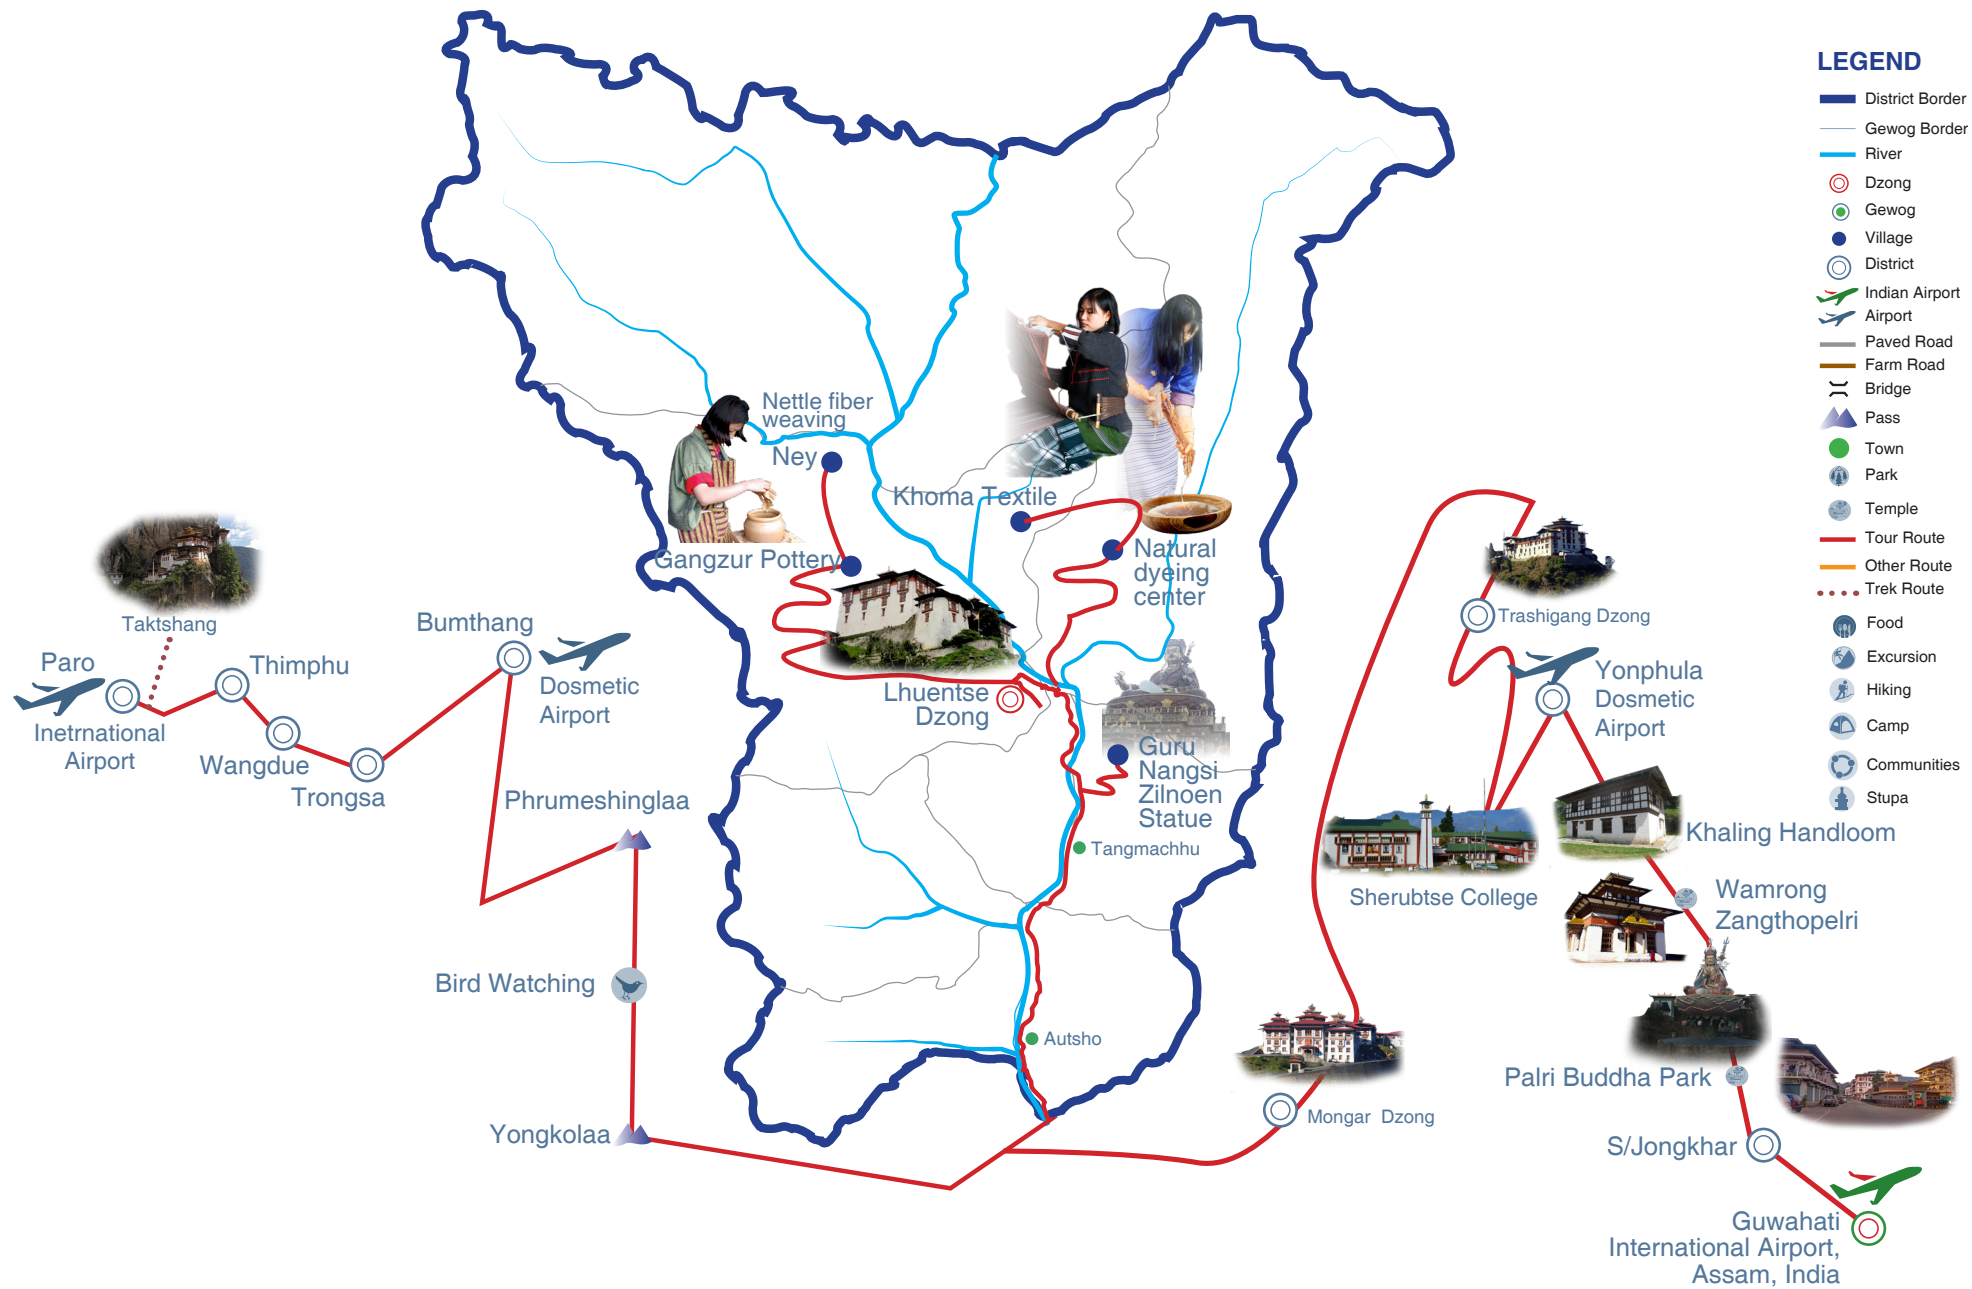 LEGEND
District Border
Gewog Border
River
Dzong
Gewog
Village
District
Indian Airport
Airport
Paved Road
Farm Road
Bridge
Pass
Town
Park
Temple
Tour Route
Other Route
Trek Route
Food
Excursion
Hiking
Camp
Communities
Stupa
Nettle fiber
weaving
Ney
Khoma Textile
Gangzur Pottery
Natural
dyeing
center
Lhuentse
Dzong
Guru
Nangsi
Zilnoen
Statue
Tangmachhu
Autsho
Taktshang
Paro
Inetrnational
Airport
Thimphu
Wangdue
Trongsa
Bumthang
Dosmetic
Airport
Phrumeshinglaa
Bird Watching
Yongkolaa
Mongar Dzong
Trashigang Dzong
Yonphula
Dosmetic
Airport
Sherubtse College
Khaling Handloom
Wamrong
Zangthopelri
Palri Buddha Park
S/Jongkhar
Guwahati
International Airport,
Assam, India